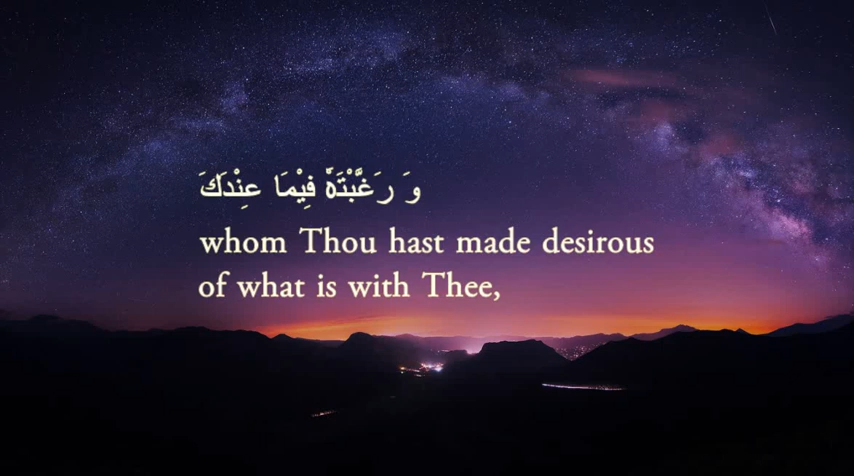 وَ رَغَّبْتَهٗ فِيْمَا عِنْدَكَ
whom Thou hast made desirous
of what is with Thee,